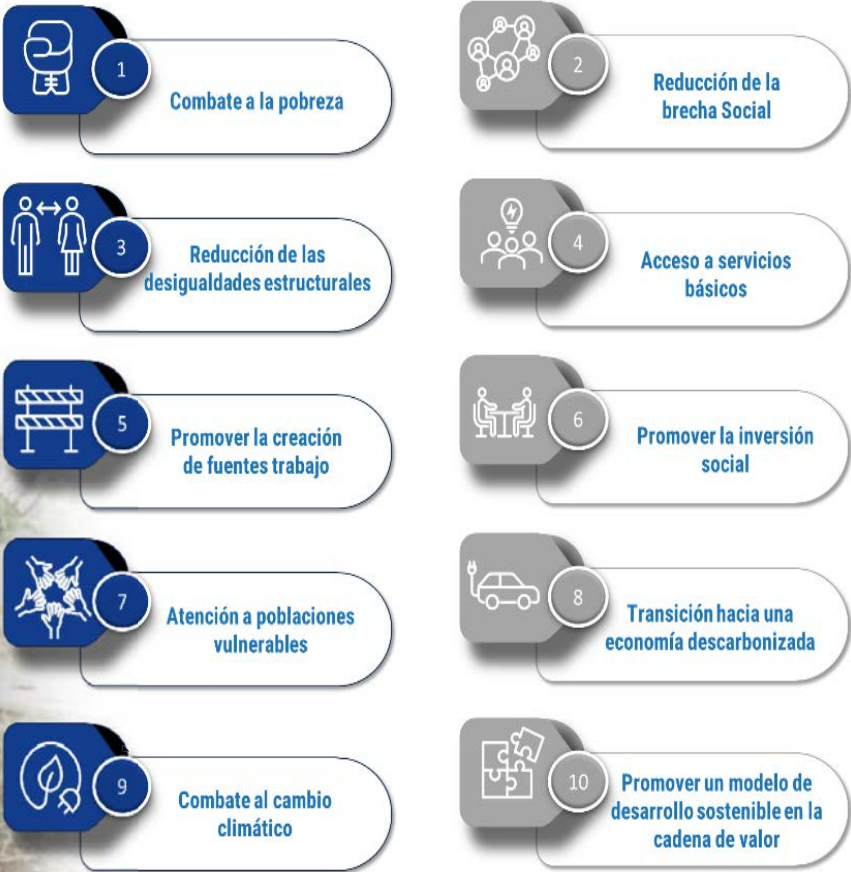 1
Combate a la pobreza
2
Reducción de la
brecha Social
3
Reducción de las
desigualdades estructurales
4
Acceso a servicios
básicos
5
Promover la creación
de fuentes trabajo
6
Promover la inversión
social
7
Atención a poblaciones
vulnerables
8
Transición hacia una
economía descarbonizada
9
Combate al cambio
climático
10
Promover un modelo de
desarrollo sostenible en la
cadena de valor